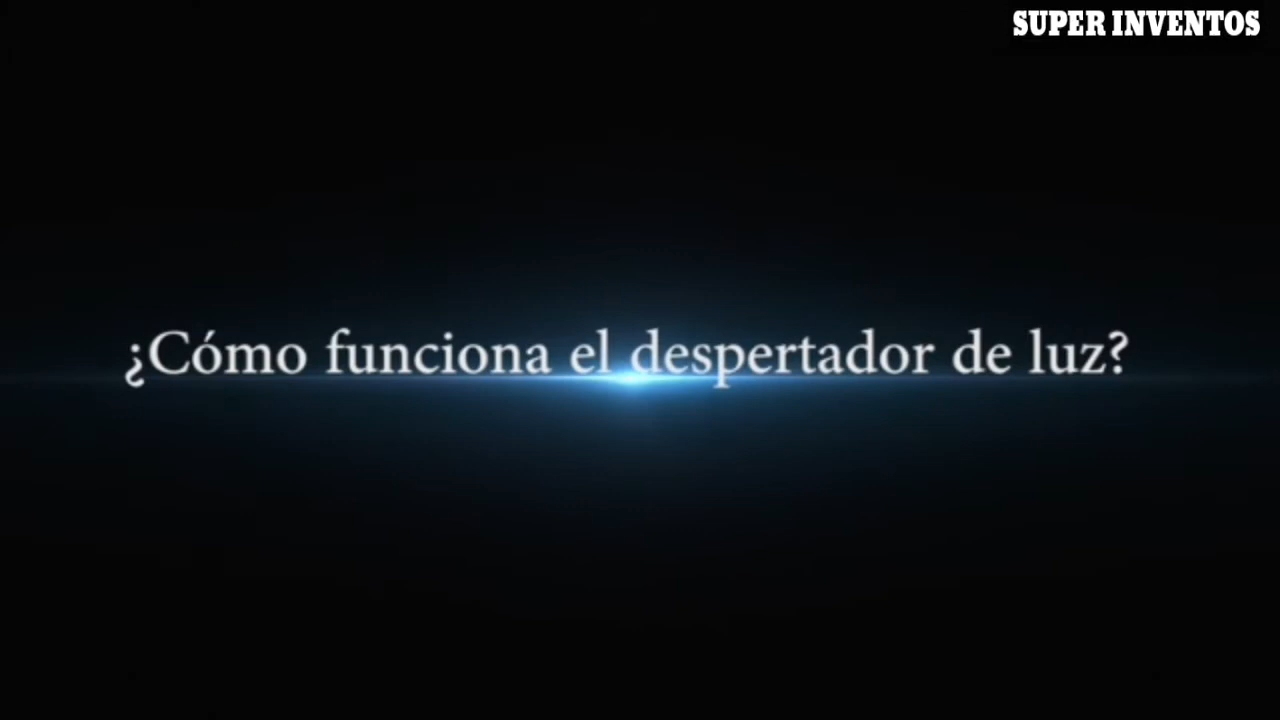 SUPER INVENTOS
¿Cómo funciona el despertador de luz?